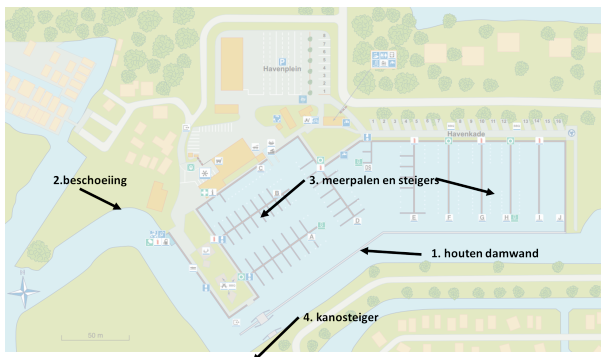 Havenplein
P
Havenkade
2.beschoeiing
3. meerpalen en steigers
C
B
A
D
E
F
G
H
I
J
1. houten damwand
N
4. kanosteiger
50 m